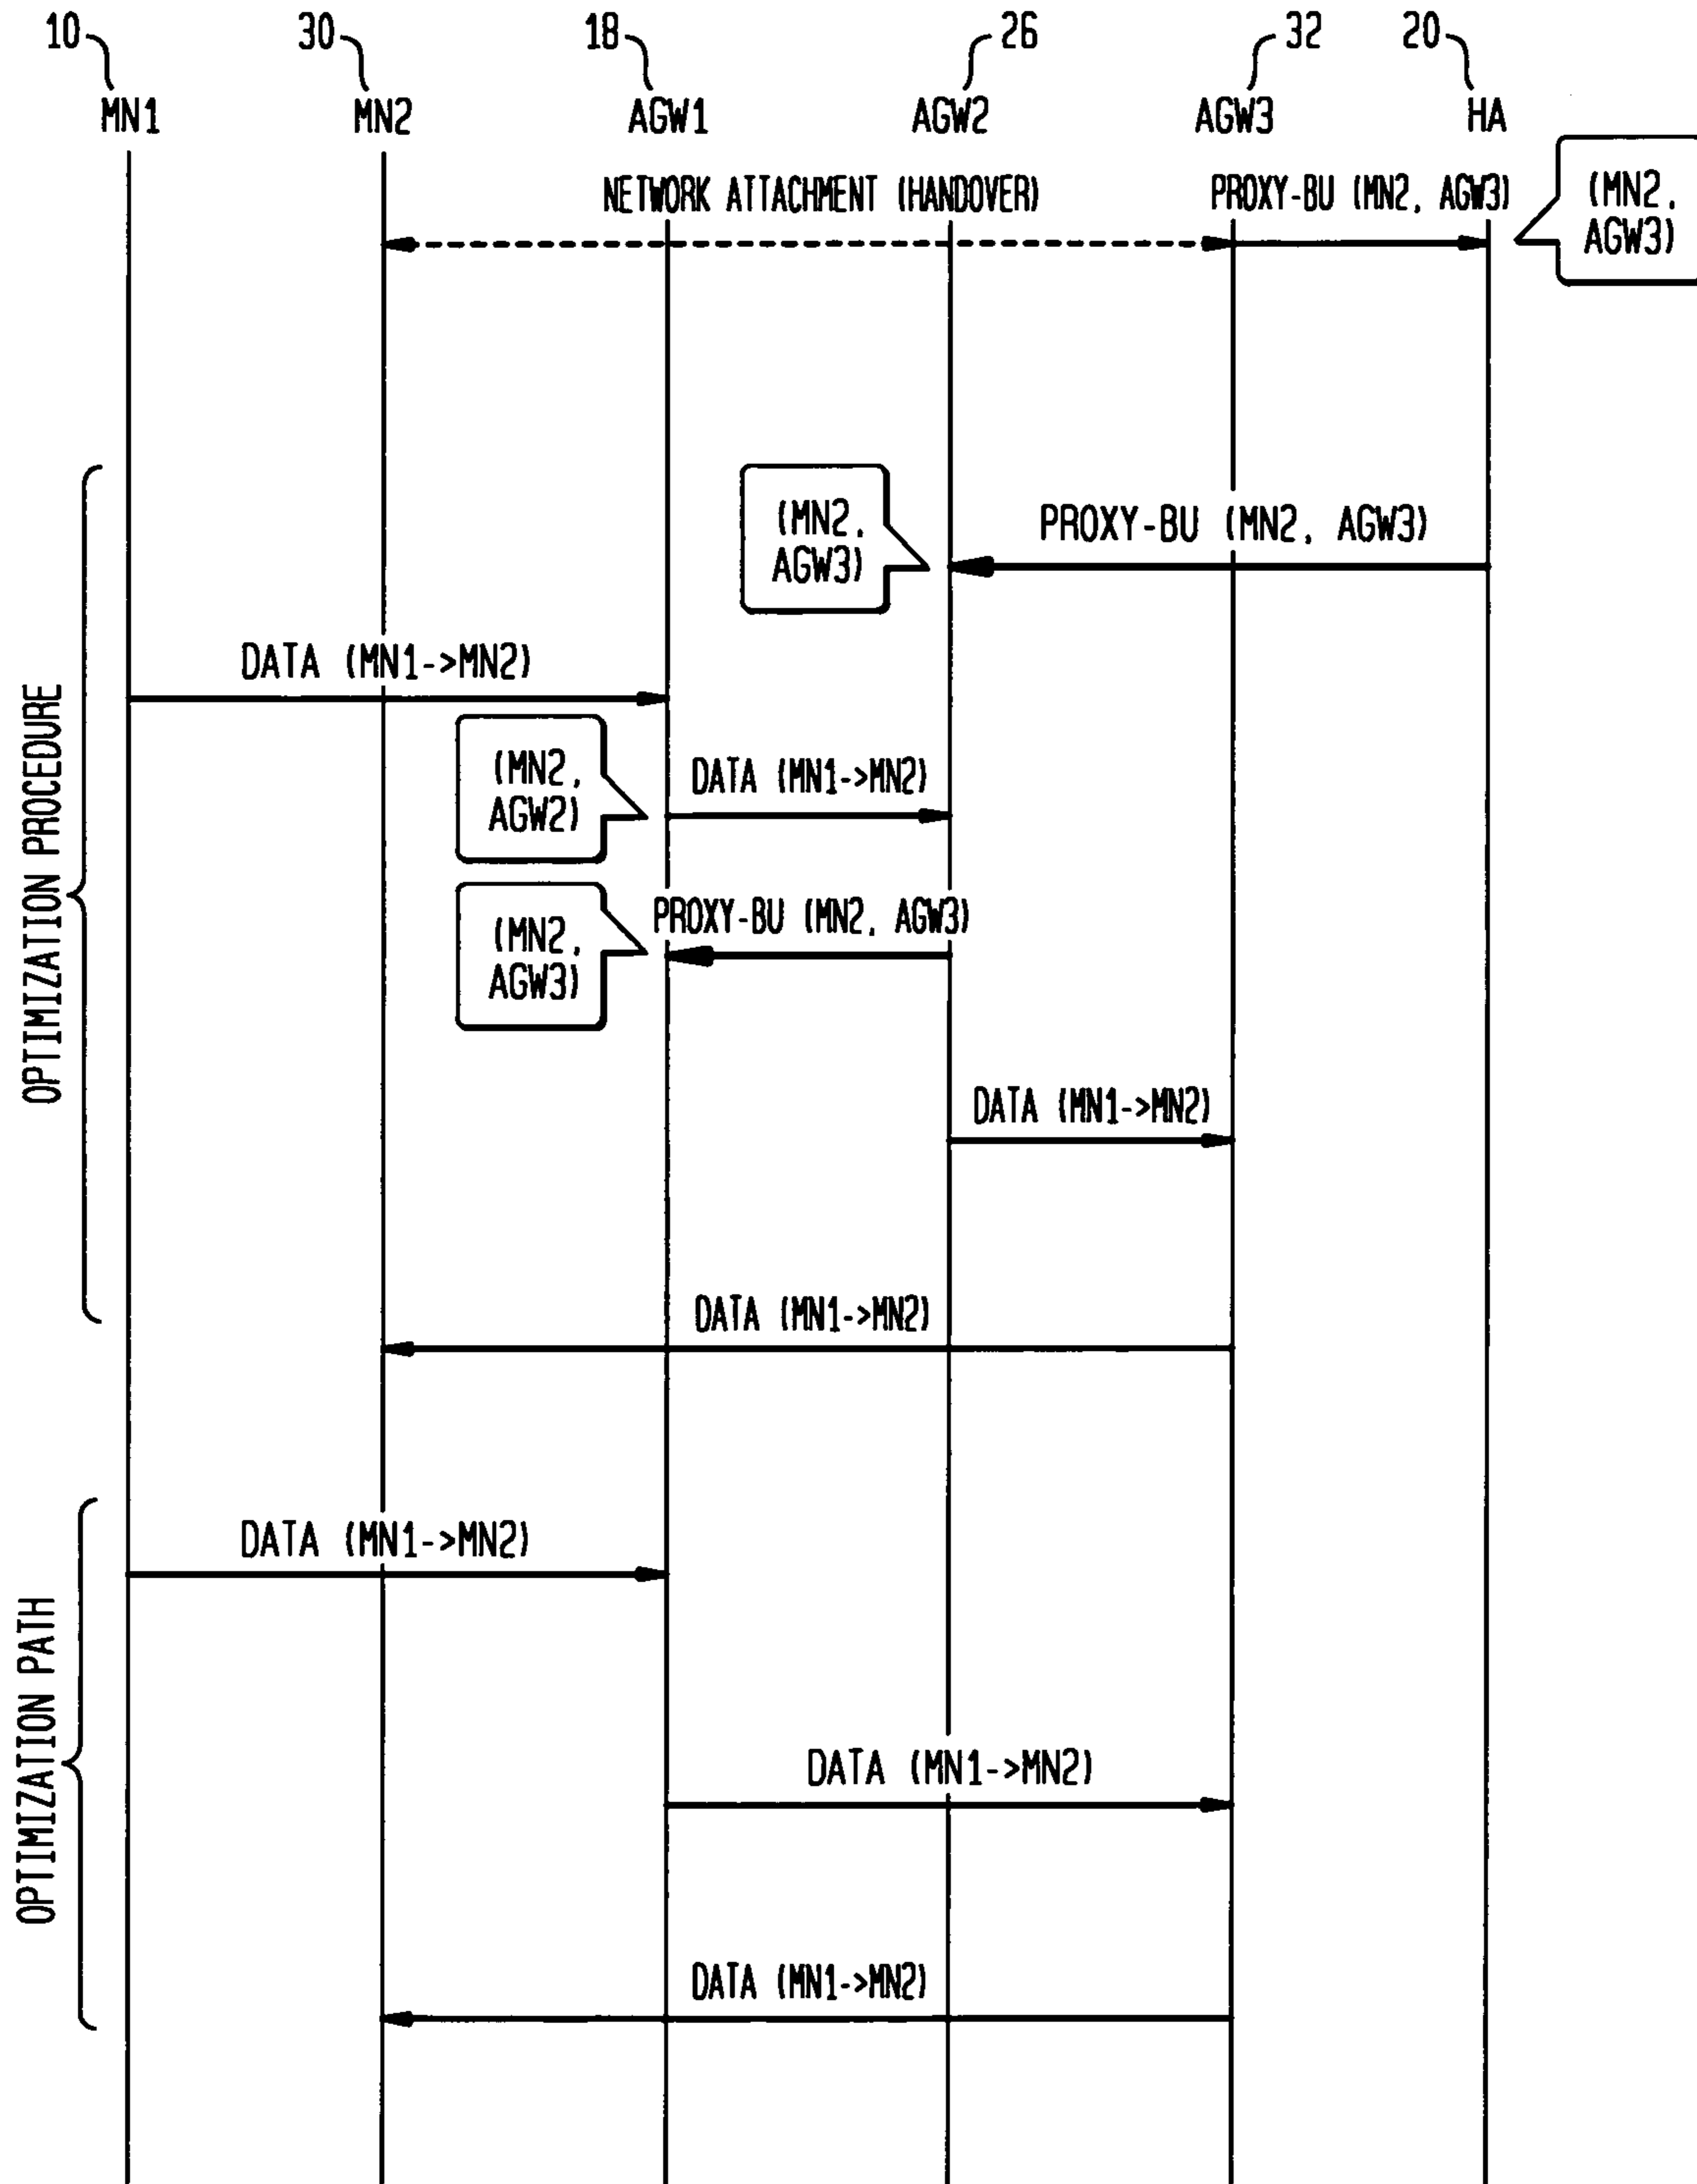 10 30 18 26 32 20
MN1 MN2 AGW1 AGW2 AGW3 HA
NETWORK ATTACHMENT (HANDOVER)
PROXY-BU (MN2, AGW3)
(MN2,
AGW3)
OPTIMIZATION PROCEDURE
(MN2,
AGW3)
PROXY-BU (MN2, AGW3)
DATA (MN1->MN2)
(MN2,
AGW2)
DATA (MN1->MN2)
(MN2,
AGW3)
PROXY-BU (MN2, AGW3)
DATA (MN1->MN2)
DATA (MN1->MN2)
OPTIMIZATION PATH
DATA (MN1->MN2)
DATA (MN1->MN2)
DATA (MN1->MN2)